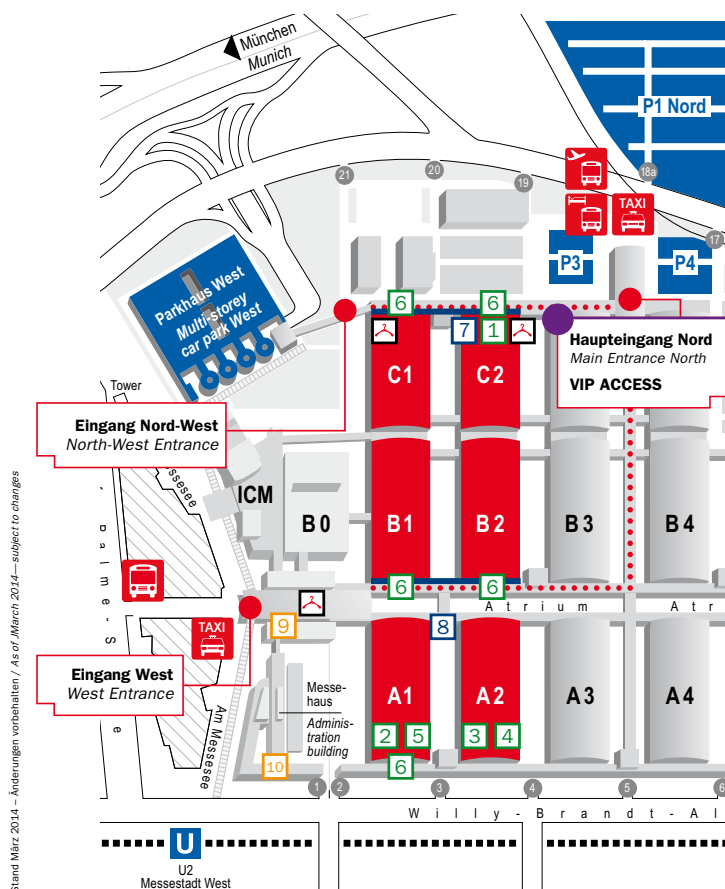 München
Munich
P1 Nord
21
20
19
18a
17
TAXI
P3
P4
Parkhaus West
Multi-storey
car park West
6
6
7
1
Haupteingang Nord
Main Entrance North
VIP ACCESS
C1
C2
Tower
Eingang Nord-West
North-West Entrance
Messesee
ICM
B0
B1
B2
B3
B4
6
6
Atrium
Atr
TAXI
9
8
Eingang West
West Entrance
Am Messesee
Messe-
haus
Adminis-
tration
building
A1
A2
A3
A4
2
5
3
4
6
10
1
2
3
4
5
6
Willy-Brandt-Al
U
U2
Messestadt West
Stand März 2014 – Änderungen vorbehalten / As of /March 2014—subject to changes